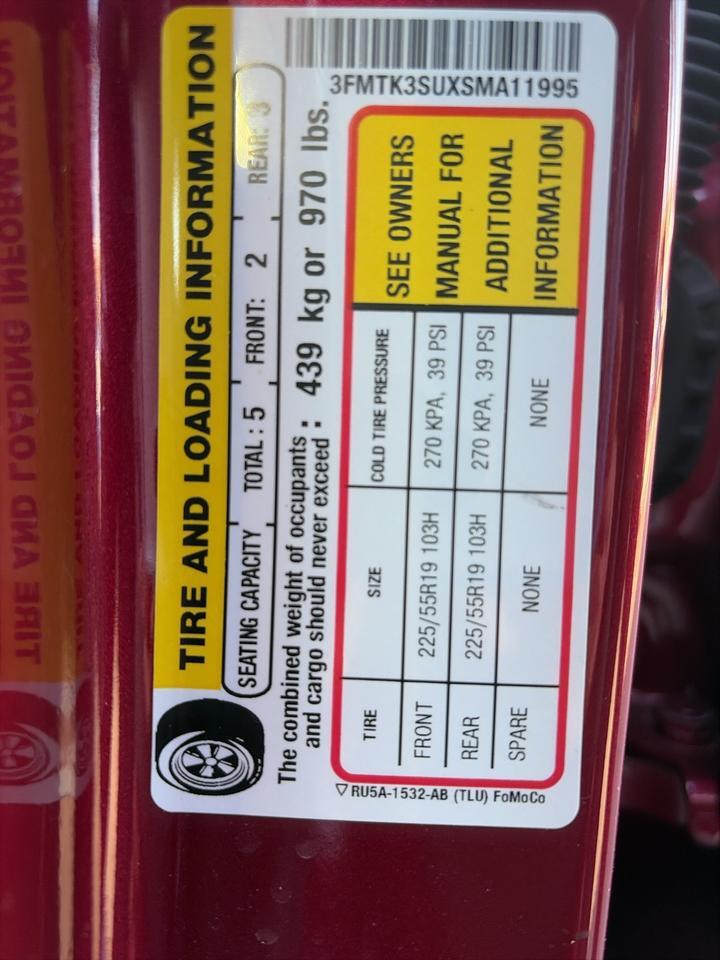 3FMTK3SUXSMA11995
TIRE AND LOADING INFORMATION
SEATING CAPACITY TOTAL : 5 FRONT: 2 REAR: 3
The combined weight of occupants
and cargo should never exceed : 439 kg or 970 lbs.
TIRE SIZE COLD TIRE PRESSURE
FRONT 225/55R19 103H 270 KPA, 39 PSI
REAR 225/55R19 103H 270 KPA, 39 PSI
SPARE NONE NONE
SEE OWNERS
MANUAL FOR
ADDITIONAL
INFORMATION
▽ RU5A-1532-AB (TLU) FoMoCo